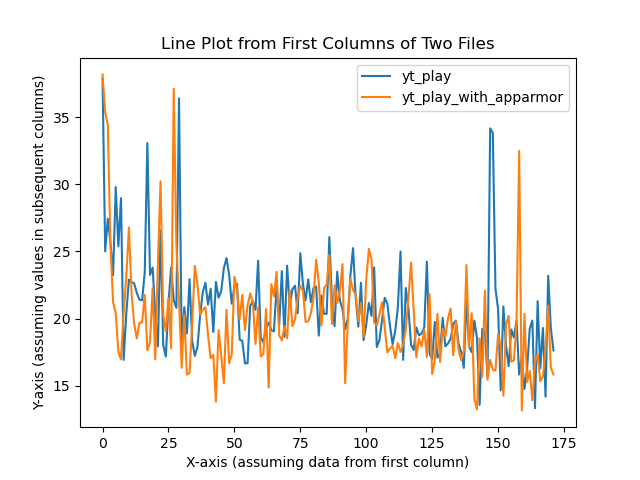 Line Plot from First Columns of Two Files
yt_play
yt_play_with_apparmor
35
30
25
20
15
Y-axis (assuming values in subsequent columns)
0
25
50
75
100
125
150
175
X-axis (assuming data from first column)